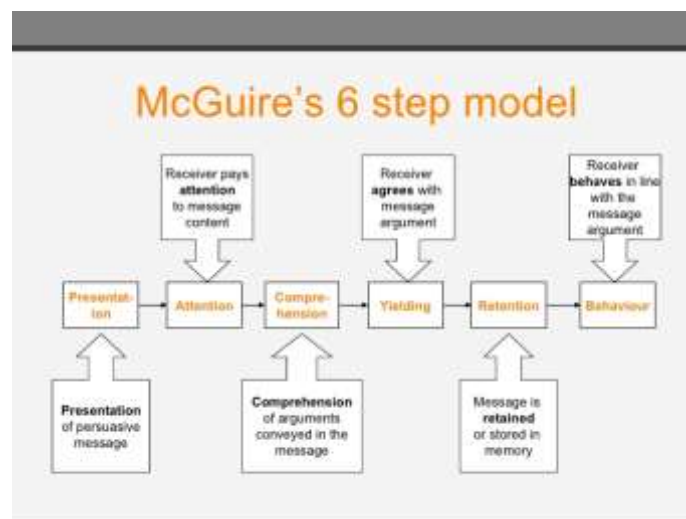 McGuire's 6 step model
Receiver pays
attention
to message
content
Receiver
agrees with
message
argument
Receiver
behaves in line
with the
message
argument
Presentat-
ion
Attention
Compre-
hension
Yielding
Retention
Behaviour
Presentation
of persuasive
message
Comprehension
of arguments
conveyed in the
message
Message is
retained
or stored in
memory